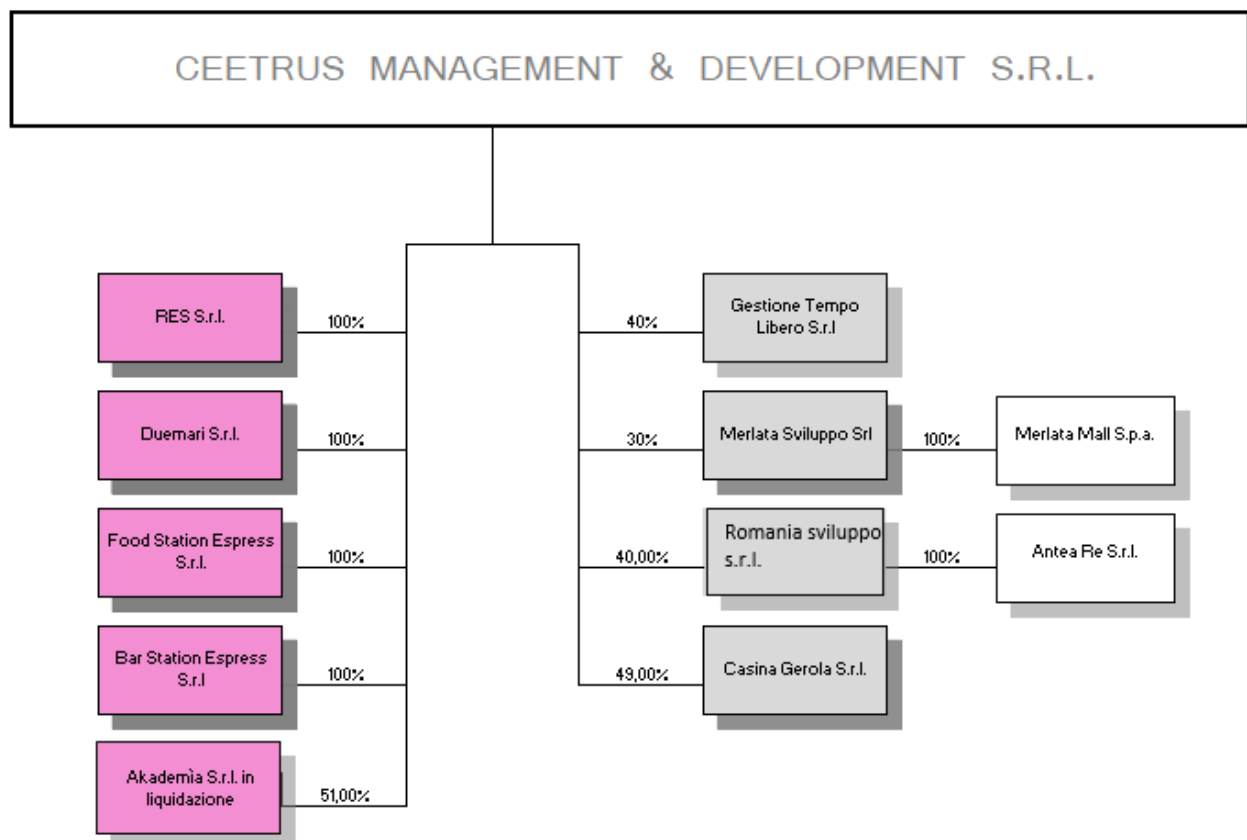 CEETRUS MANAGEMENT & DEVELOPMENT S.R.L.
RES S.r.l.
100%
40%
Gestione Tempo
Libero S.r.l
Duemari S.r.l.
100%
30%
Merlata Sviluppo Srl
100%
Merlata Mall S.p.a.
Food Station Espress
S.r.l.
100%
40,00%
Romania sviluppo
s.r.l.
100%
Antea Re S.r.l.
Bar Station Espress
S.r.l
100%
49,00%
Casina Gerola S.r.l.
Akademìa S.r.l. in
liquidazione
51,00%